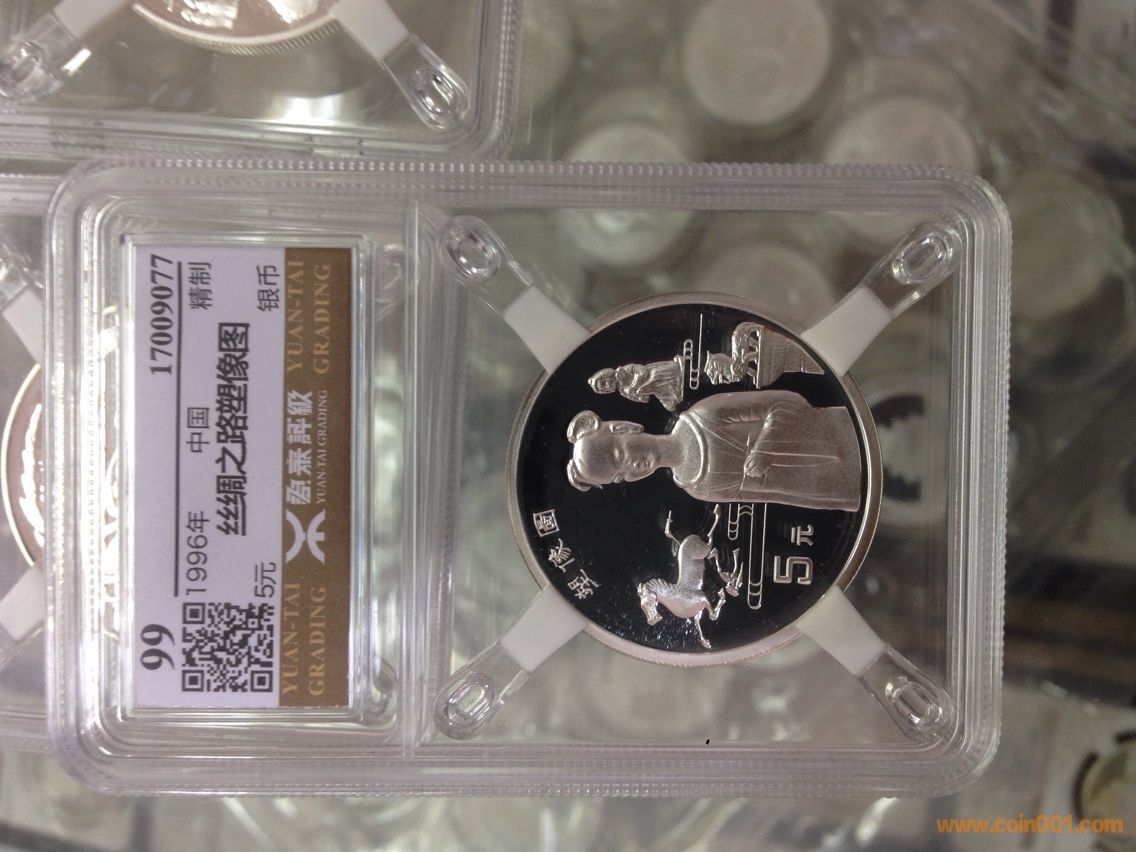 99
17009077
1996年 中国 精制
丝绸之路塑像图
5元 银币
YUAN-TAI
GRADING
源泰評級
YUAN-TAI GRADING
YUAN-TAI
GRADING
塑像圖
5元
www.coin001.com